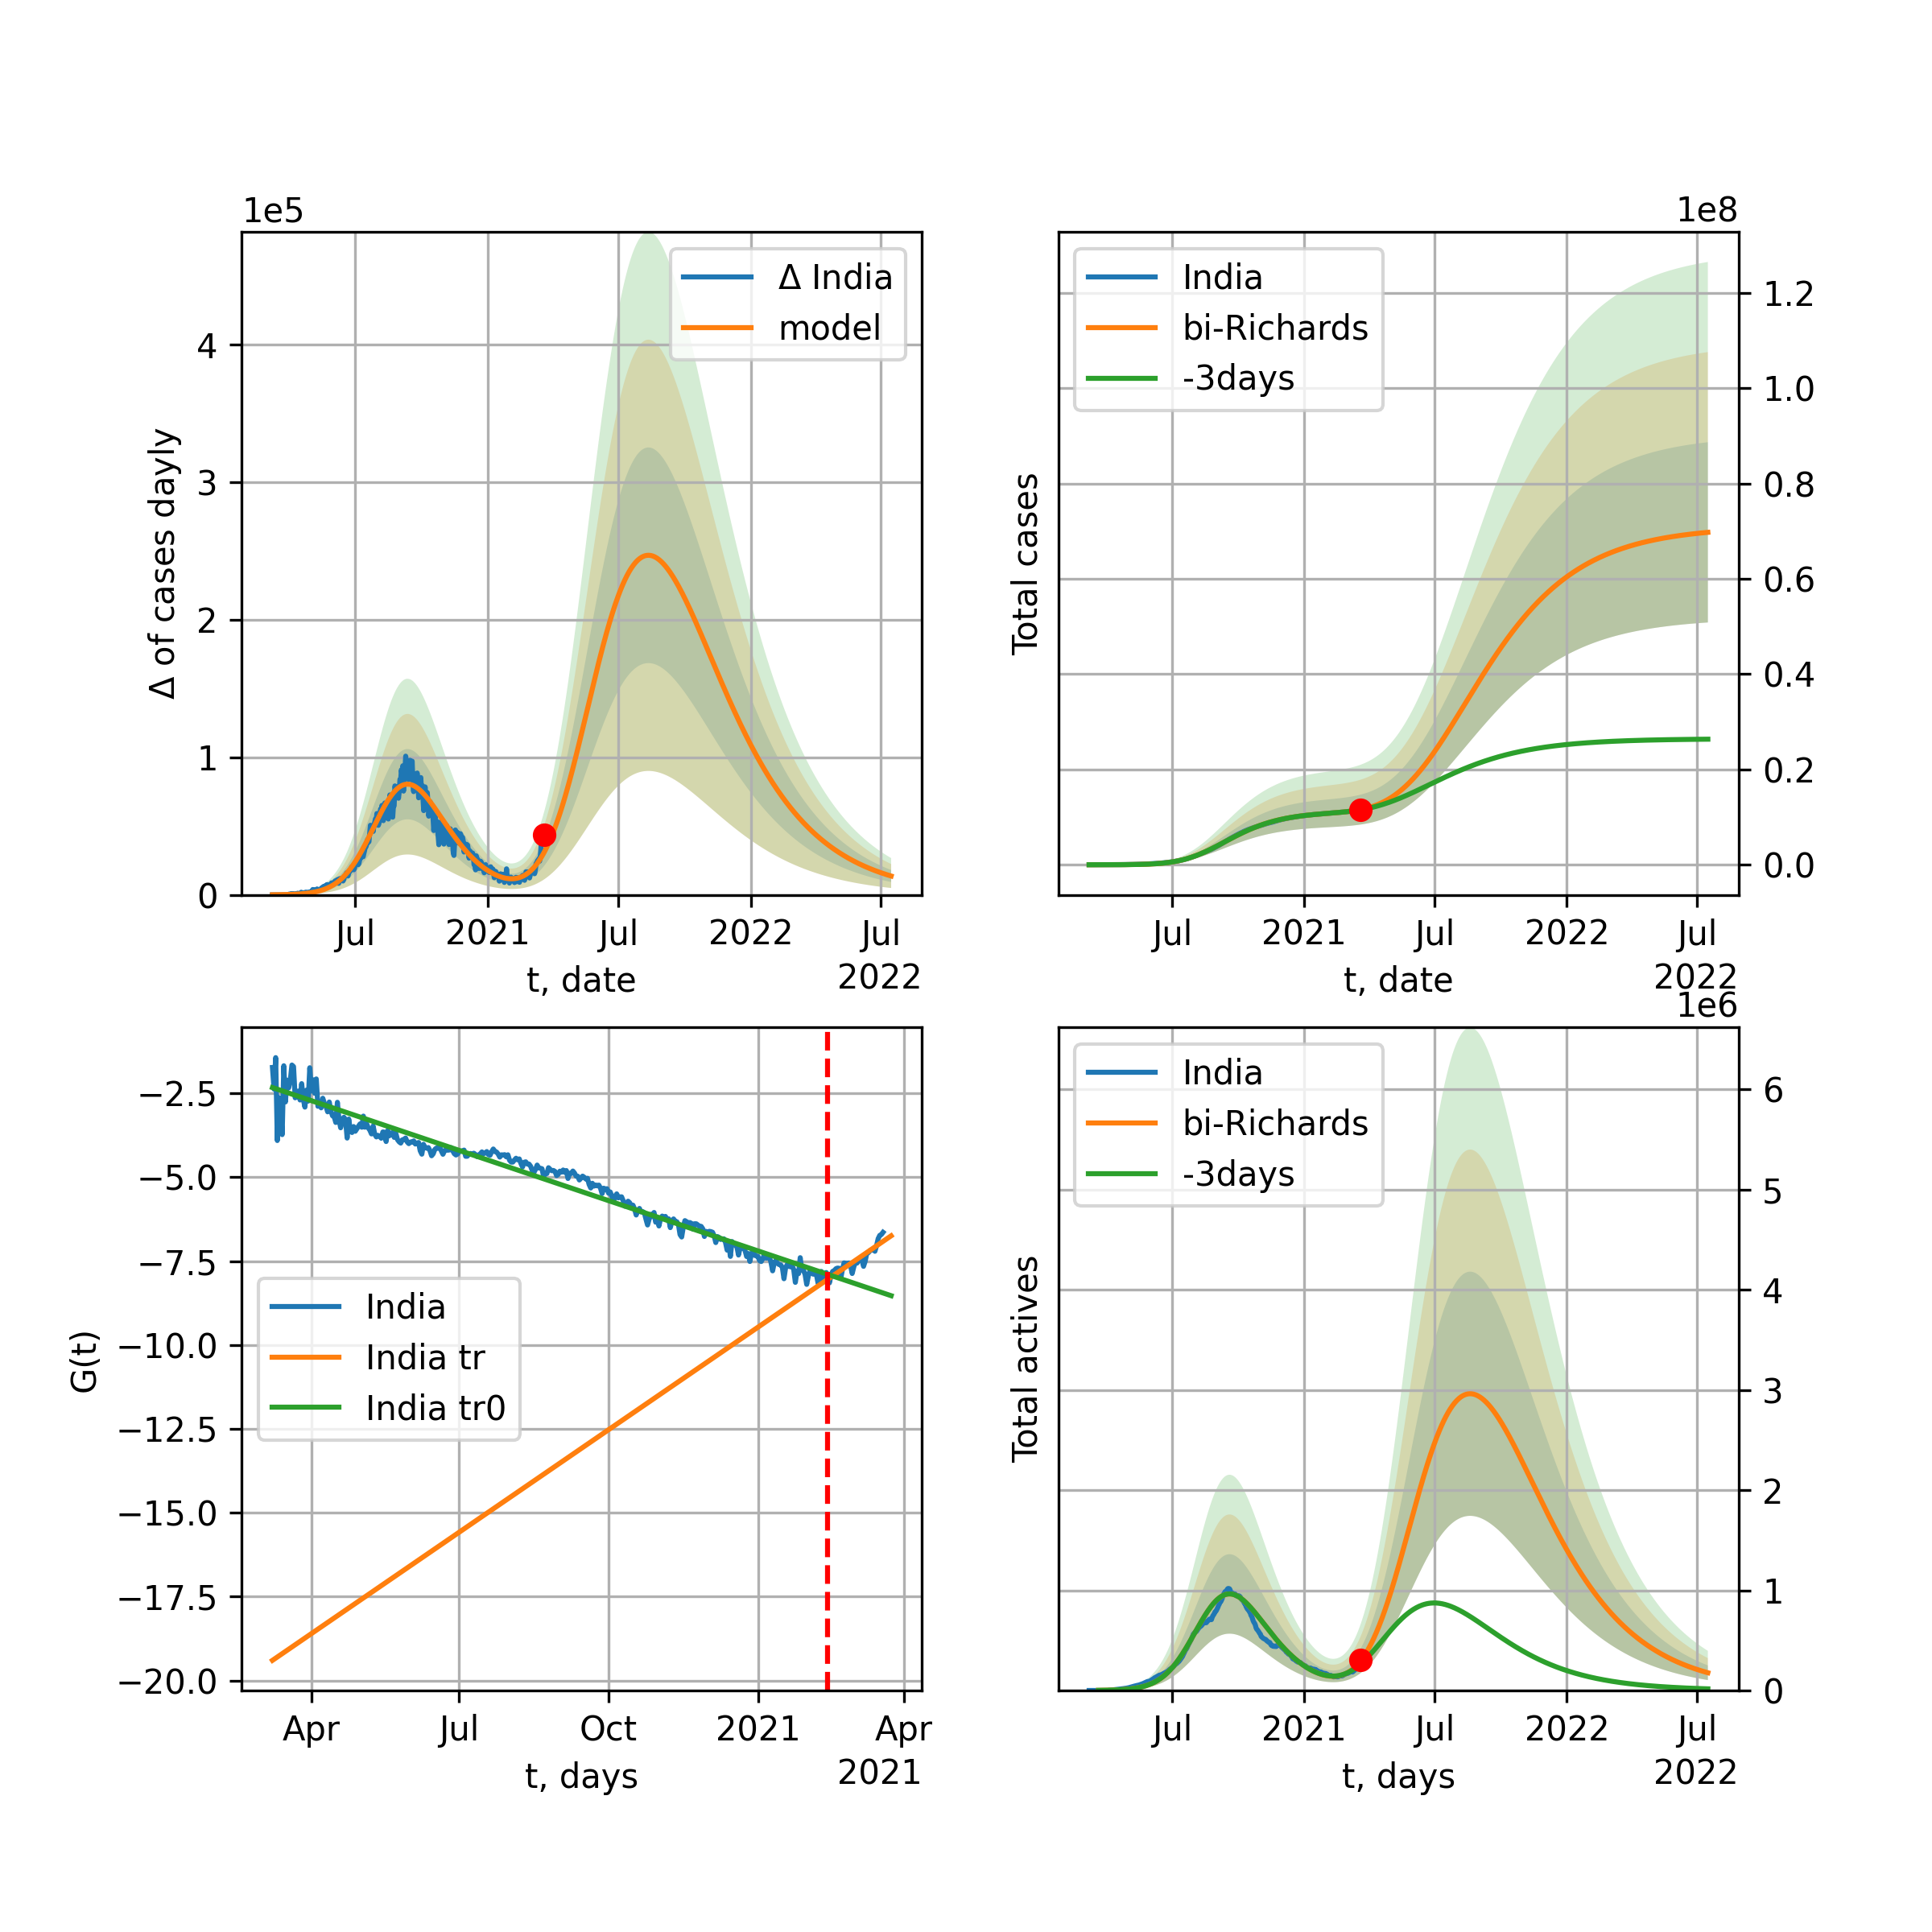 1e5
Δ India
model
4
3
2
1
0
Δ of cases dayly
Jul
2021
Jul
2022
Jul
2022
t, date
1e8
India
bi-Richards
-3days
1.2
1.0
0.8
0.6
0.4
0.2
0.0
Total cases
Jul
2021
Jul
2022
Jul
2022
t, date
−2.5
−5.0
−7.5
−10.0
−12.5
−15.0
−17.5
−20.0
G(t)
India
India tr
India tr0
Apr
Jul
Oct
2021
Apr
2021
t, days
1e6
India
bi-Richards
-3days
6
5
4
3
2
1
0
Total actives
Jul
2021
Jul
2022
Jul
2022
t, days